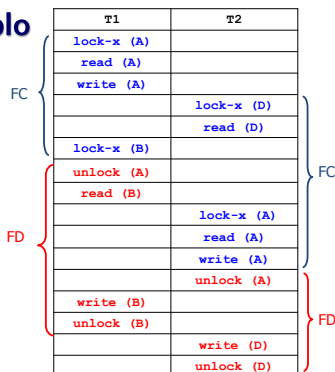 plo
T1 T2
lock-x (A)
read (A)
write (A)
FC
lock-x (D)
read (D)
lock-x (B)
unlock (A)
FC
read (B)
lock-x (A)
FD
read (A)
write (A)
unlock (A)
write (B)
unlock (B)
FD
write (D)
unlock (D)